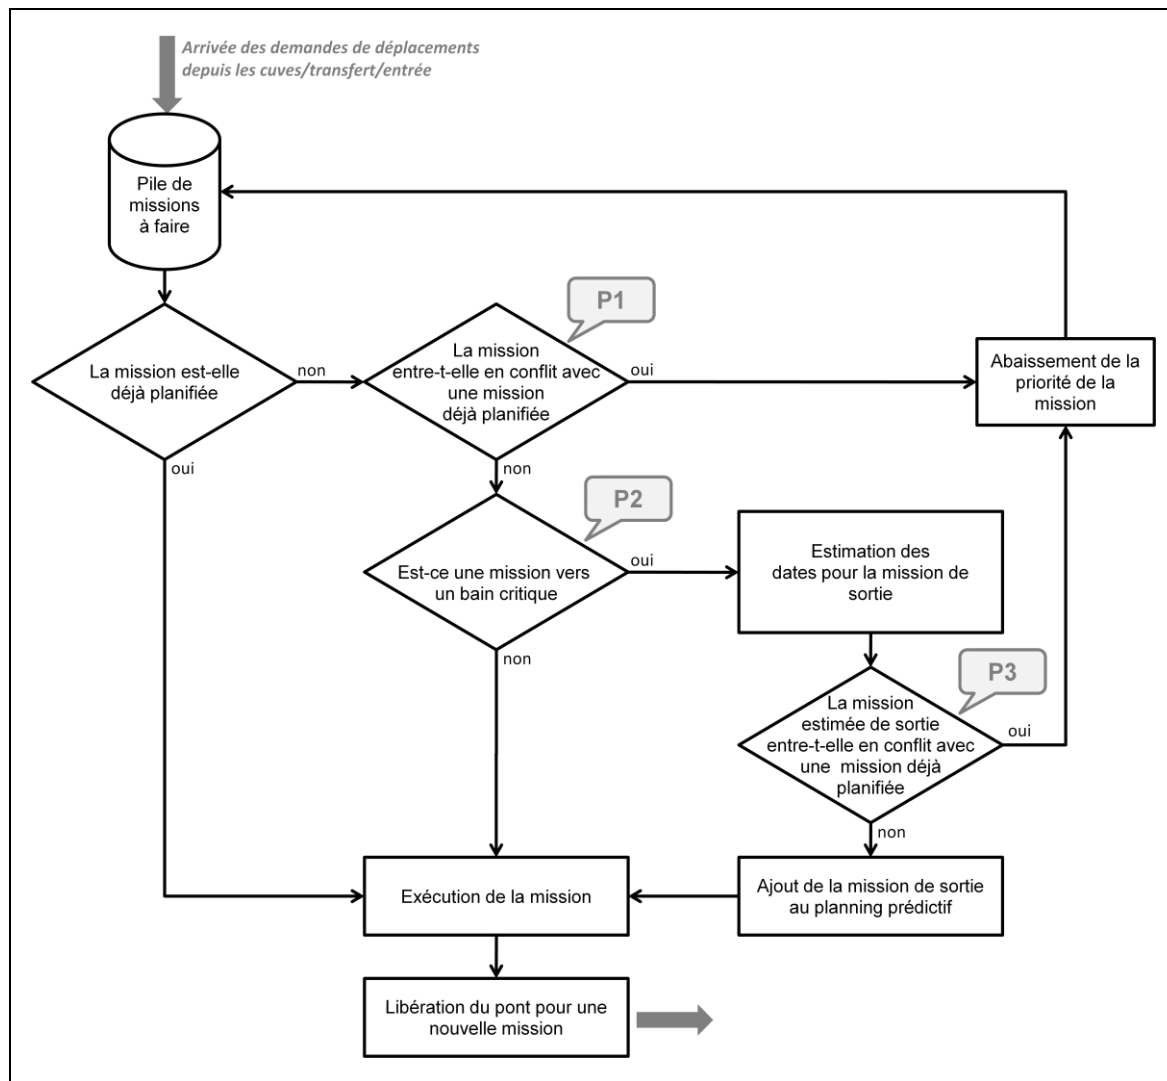 Arrivée des demandes de déplacements
depuis les cuves/transfert/entrée
Pile de
missions
à faire
La mission est-elle
déjà planifiée
non
oui
P1
La mission
entre-t-elle en conflit avec
une mission
déjà planifiée
oui
non
Abaissement de la
priorité de la
mission
P2
Est-ce une mission vers
un bain critique
oui
non
Estimation des
dates pour la mission de
sortie
P3
La mission
estimée de sortie
entre-t-elle en conflit avec
une mission déjà
planifiée
oui
non
Exécution de la mission
Ajout de la mission de sortie
au planning prédictif
Libération du pont pour une
nouvelle mission